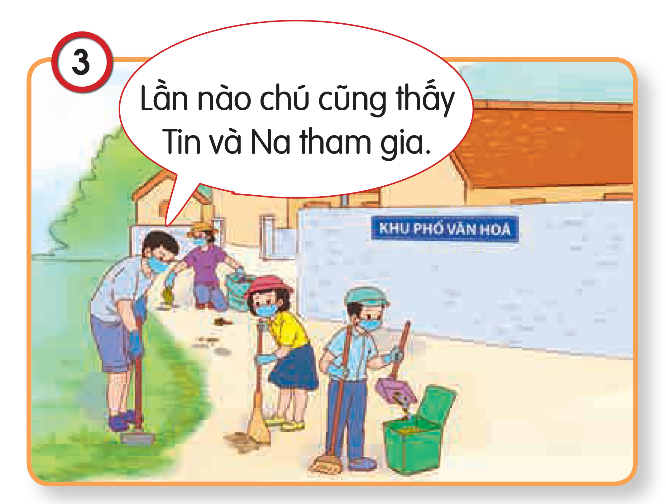 3
Lần nào chú cũng thấy
Tin và Na tham gia.
KHU PHỐ VĂN HOÁ